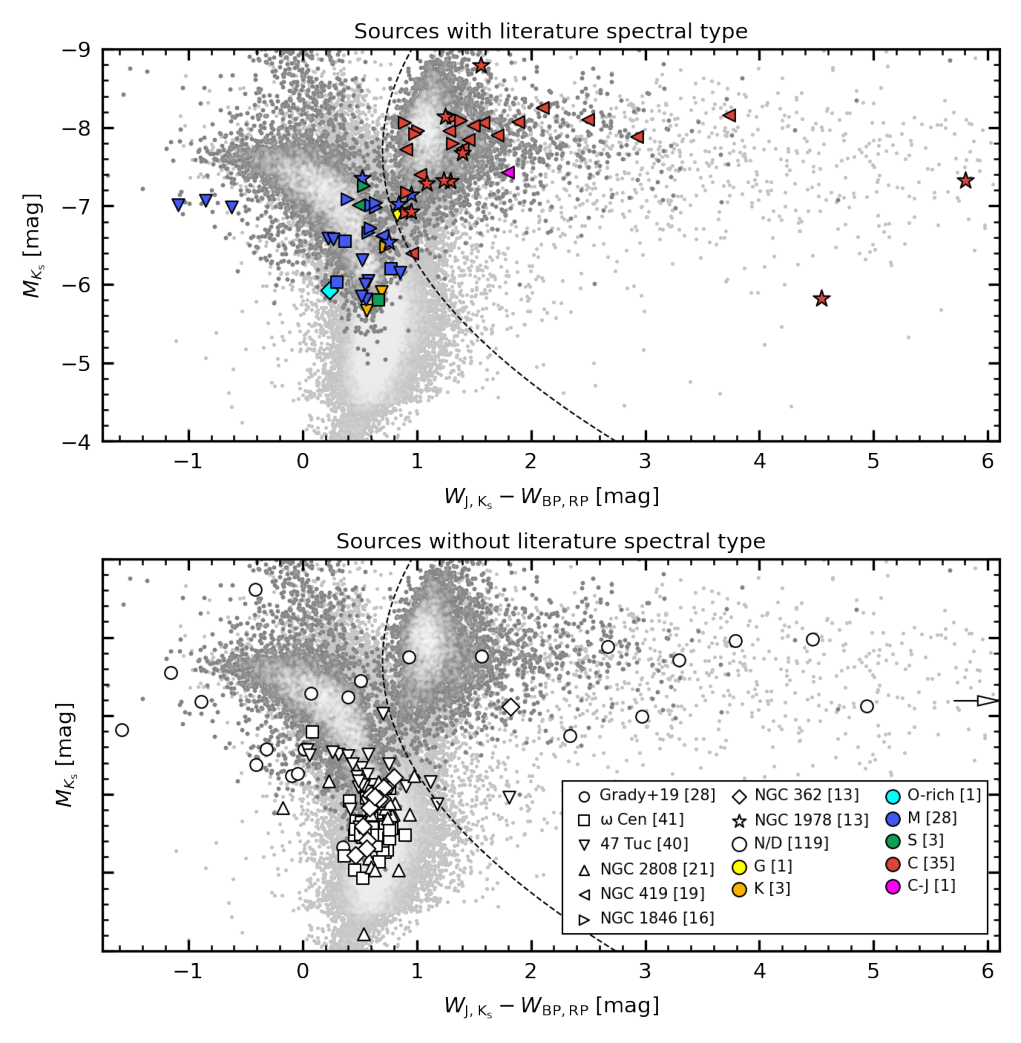 Sources with literature spectral type
−9
−8
−7
−6
−5
−4
M_Ks [mag]
−1 0 1 2 3 4 5 6
W_J, Ks − W_BP, RP [mag]
Sources without literature spectral type
M_Ks [mag]
Grady+19 [28]
ω Cen [41]
47 Tuc [40]
NGC 2808 [21]
NGC 419 [19]
NGC 1846 [16]
NGC 362 [13]
NGC 1978 [13]
N/D [119]
G [1]
K [3]
O-rich [1]
M [28]
S [3]
C [35]
C-J [1]
−1 0 1 2 3 4 5 6
W_J, Ks − W_BP, RP [mag]